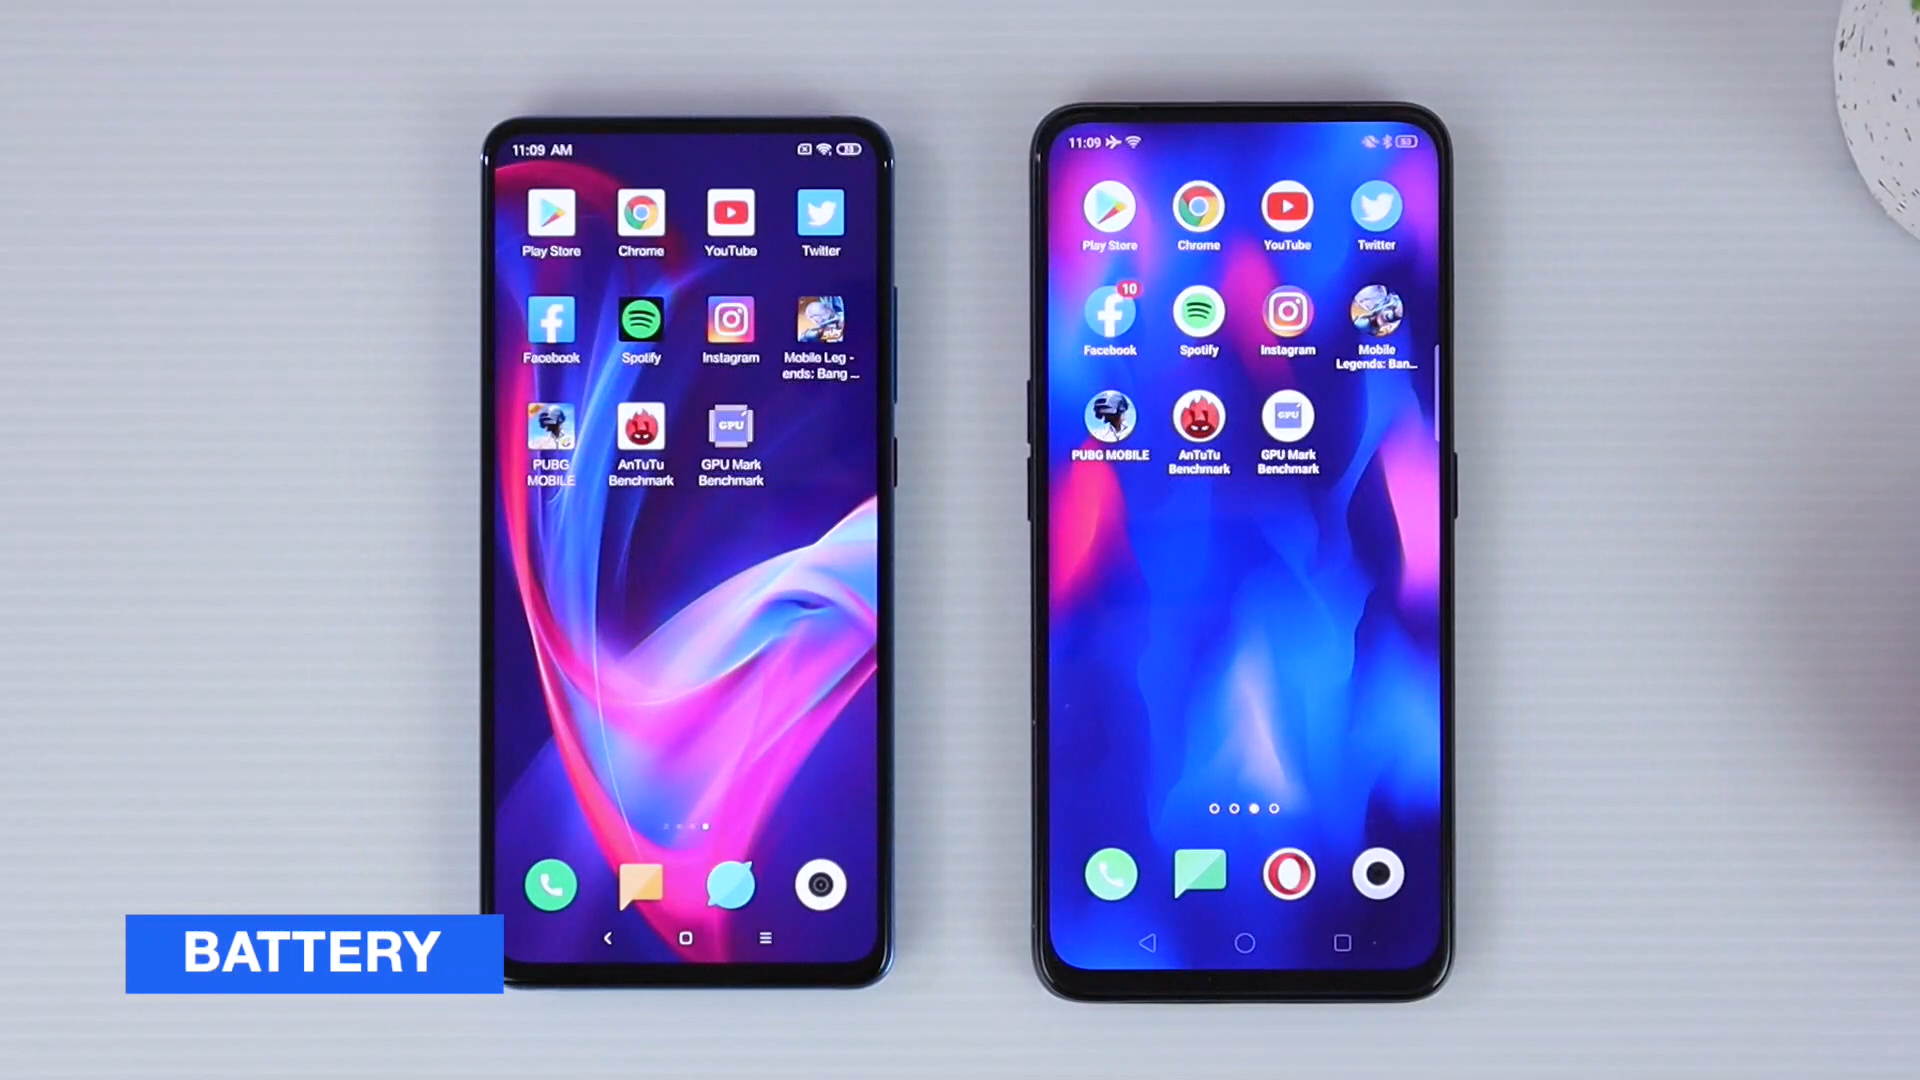 11:09 AM
Play Store
Chrome
YouTube
Twitter
Facebook
Spotify
Instagram
Mobile Leg -
ends: Bang ...
PUBG
MOBILE
AnTuTu
Benchmark
GPU
GPU Mark
Benchmark
11:09
53
Play Store
Chrome
YouTube
Twitter
10
Facebook
Spotify
Instagram
Mobile
Legends: Ban...
PUBG MOBILE
AnTuTu
Benchmark
GPU
GPU Mark
Benchmark
BATTERY